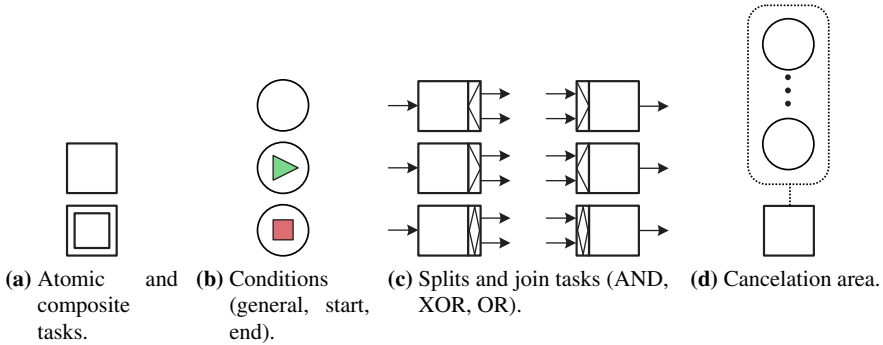 (a) Atomic and
composite
tasks.
(b) Conditions
(general, start,
end).
(c) Splits and join tasks (AND,
XOR, OR).
(d) Cancelation area.